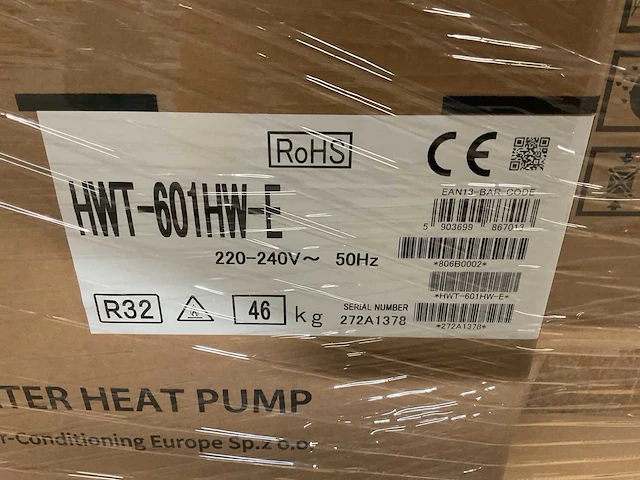 RoHS
CE
EAN13-BAR CODE
HWT-601HW-E
5 903699 867013
220-240V~ 50Hz
*806B0002*
*HWT-601HW-E*
R32
46 kg
SERIAL NUMBER
272A1378
*272A1378*
TER HEAT PUMP
r-Conditioning Europe Sp.z o.o.